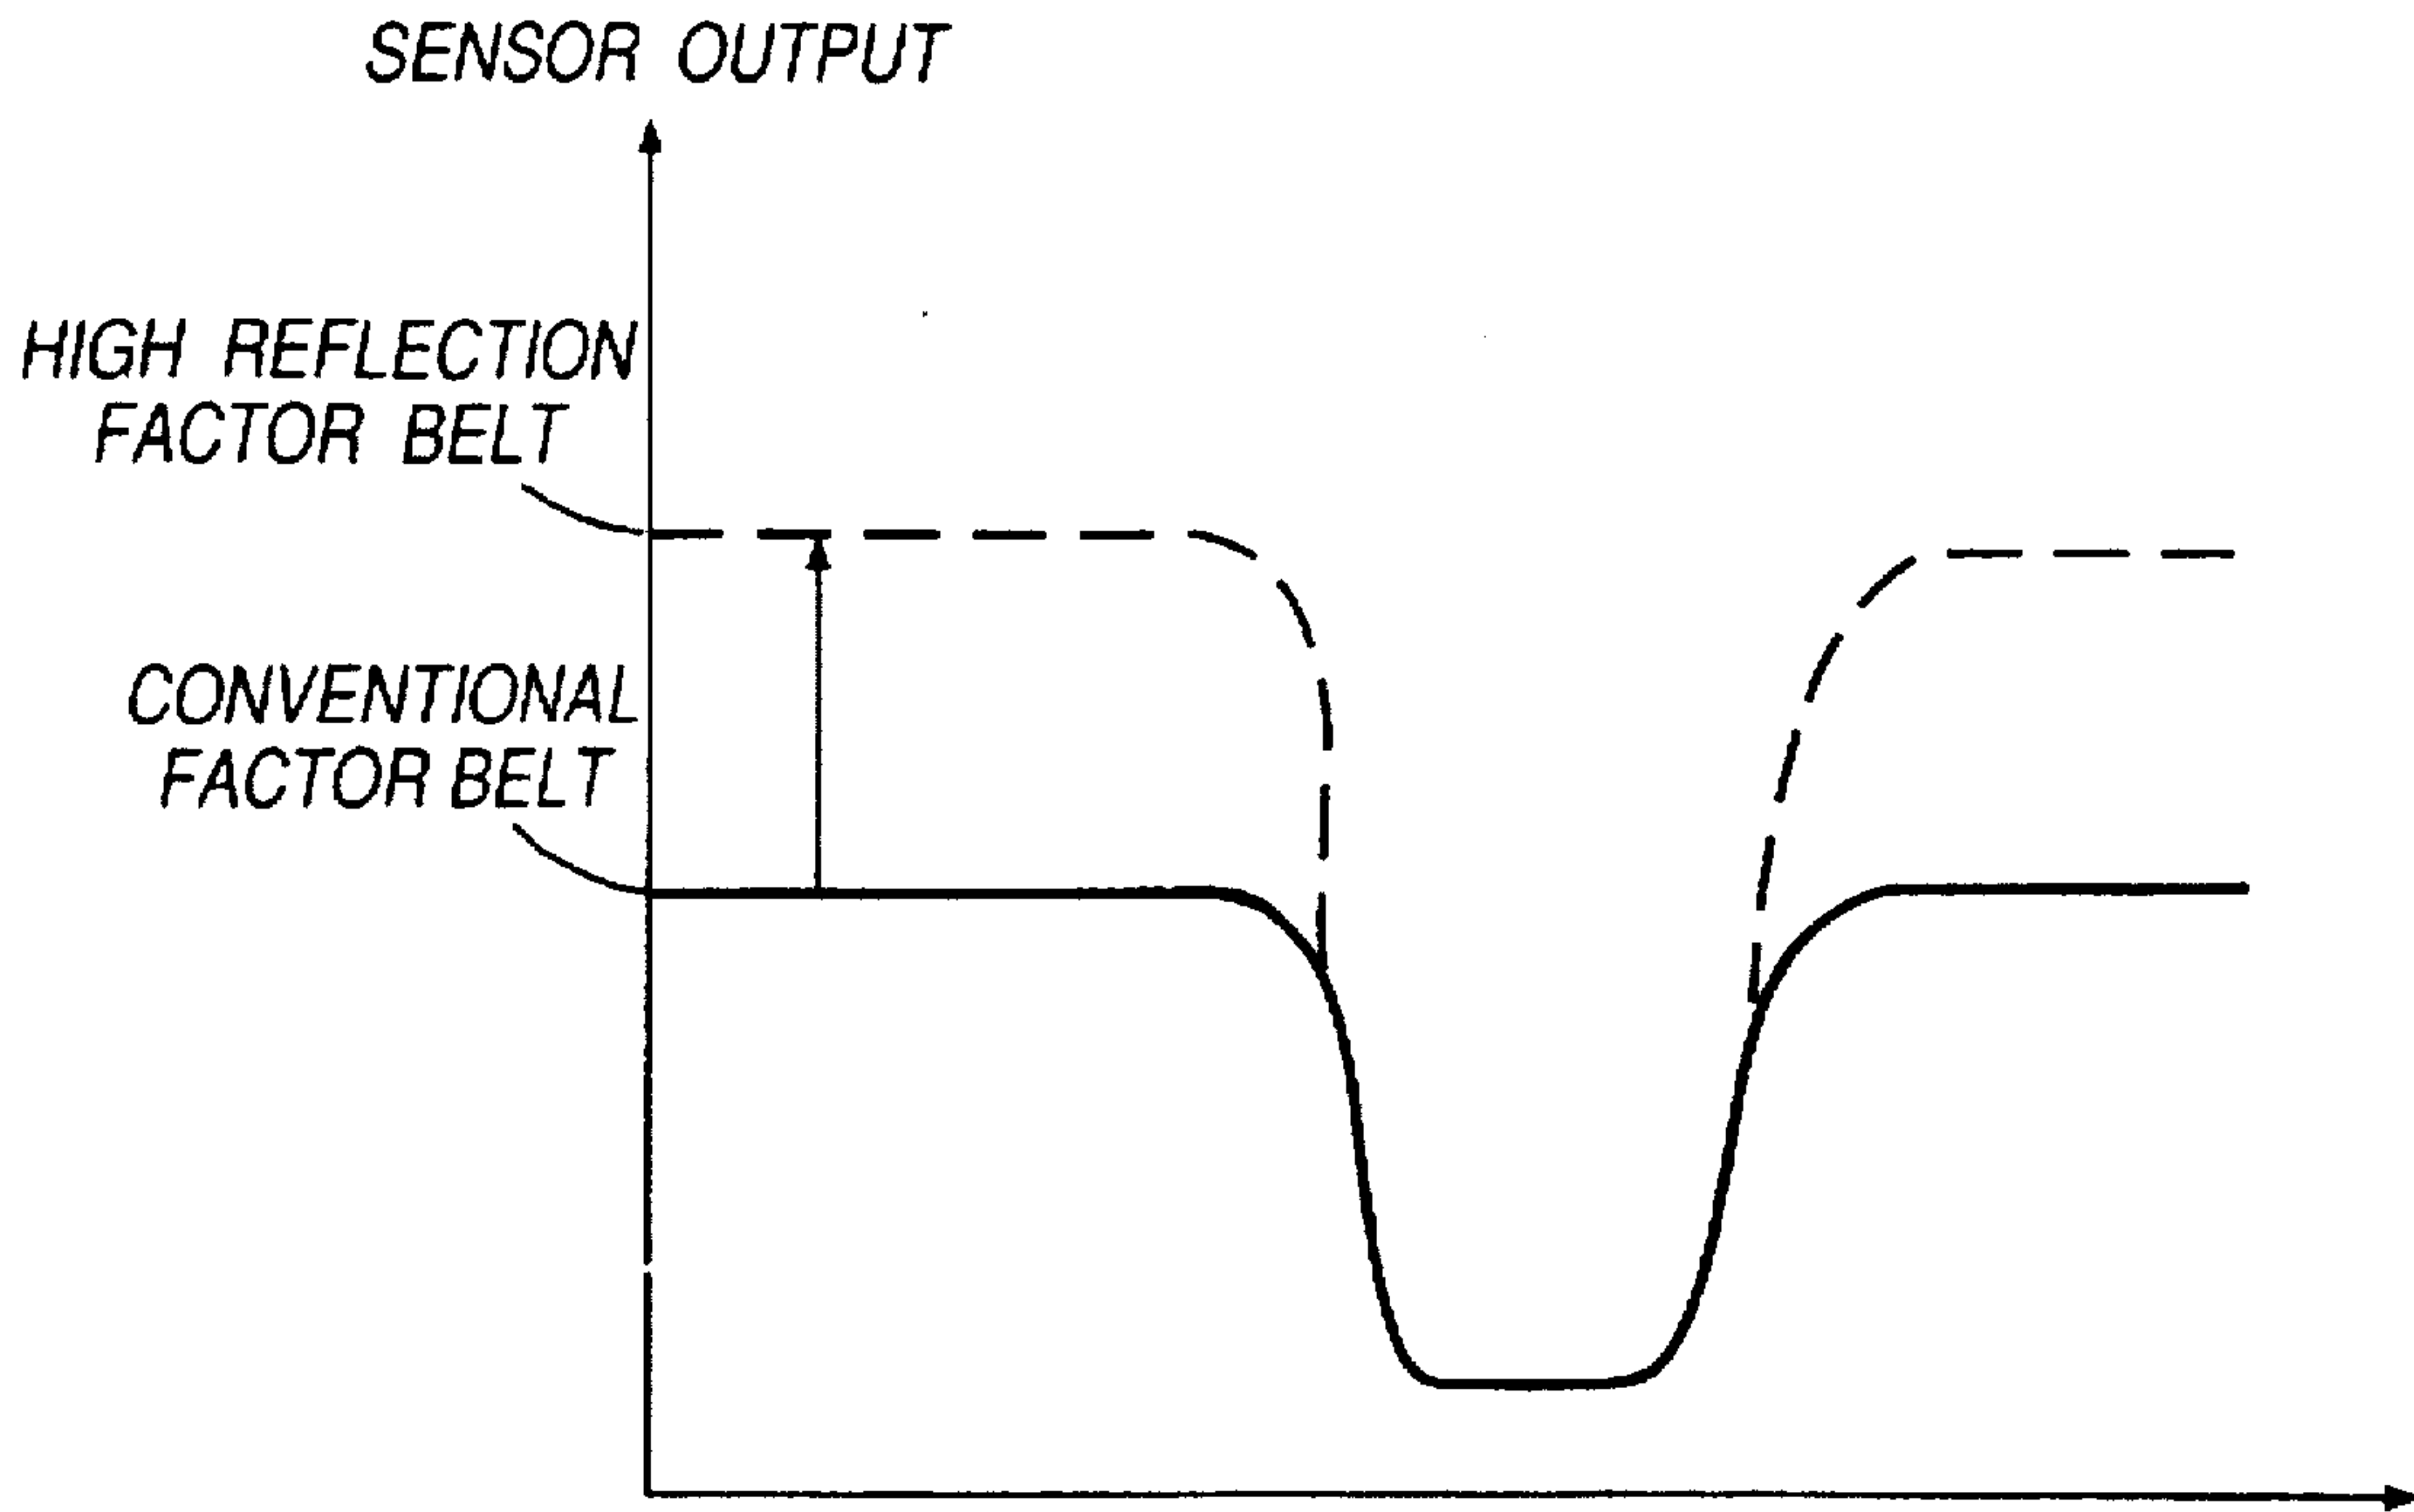 SENSOR OUTPUT
HIGH REFLECTION
FACTOR BELT
CONVENTIONAL
FACTOR BELT